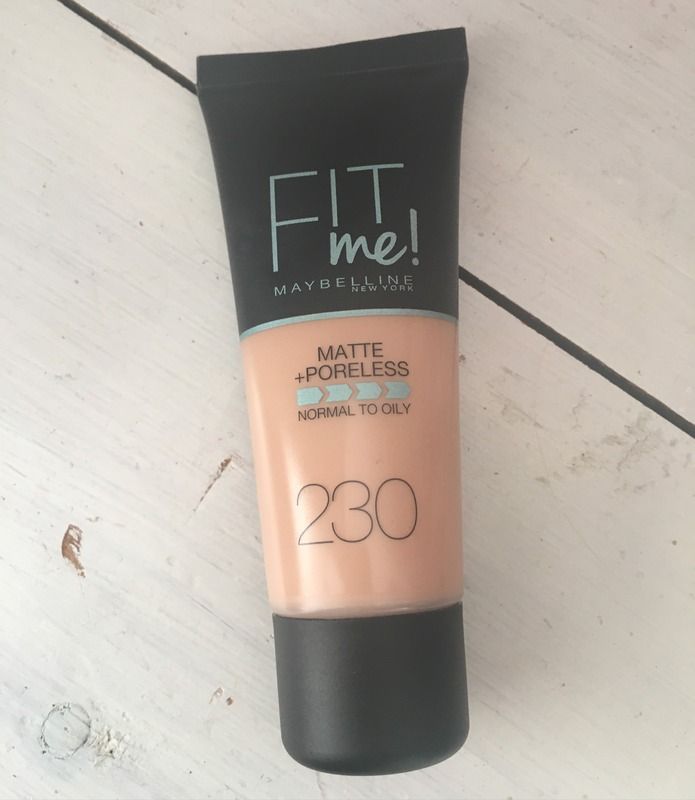 FIT
me!
MAYBELLINE
NEW YORK
MATTE
+PORELESS
NORMAL TO OILY
230